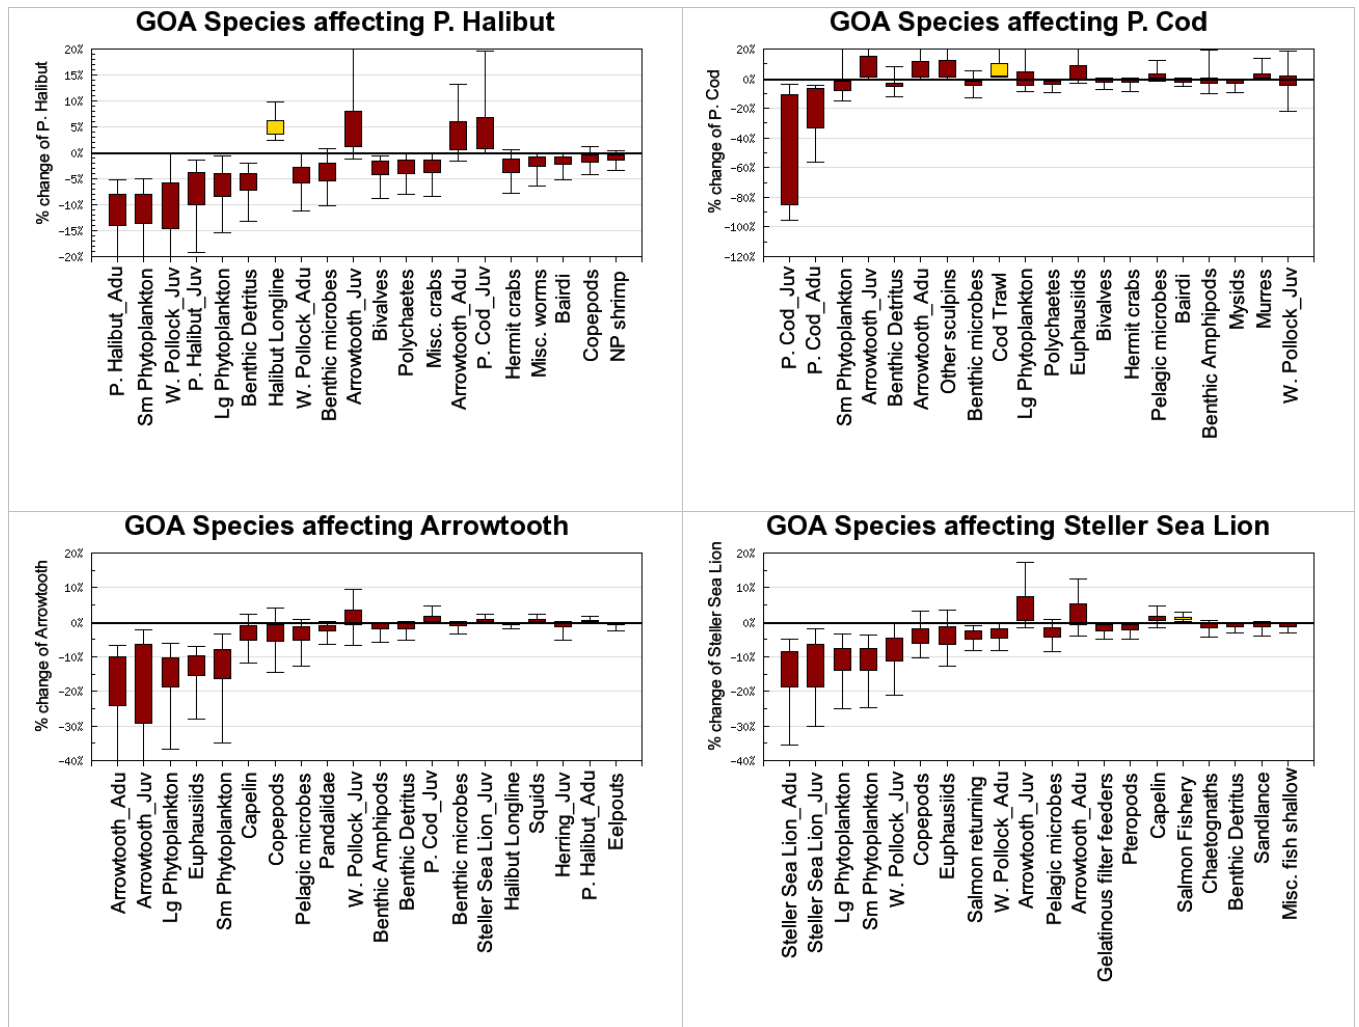 GOA Species affecting P. Halibut
% change of P. Halibut
20%
15%
10%
5%
0%
-5%
-10%
-15%
-20%
P. Halibut_Adu
Sm Phytoplankton
W. Pollock_Juv
P. Halibut_Juv
Lg Phytoplankton
Benthic Detritus
Halibut Longline
W. Pollock_Adu
Benthic microbes
Arrowtooth_Juv
Bivalves
Polychaetes
Misc. crabs
Arrowtooth_Adu
P. Cod_Juv
Hermit crabs
Misc. worms
Bairdi
Copepods
NP shrimp
GOA Species affecting P. Cod
% change of P. Cod
20%
0%
-20%
-40%
-60%
-80%
-100%
-120%
P. Cod_Juv
P. Cod_Adu
Sm Phytoplankton
Arrowtooth_Juv
Benthic Detritus
Arrowtooth_Adu
Other sculpins
Benthic microbes
Cod Trawl
Lg Phytoplankton
Polychaetes
Euphausiids
Bivalves
Hermit crabs
Pelagic microbes
Bairdi
Benthic Amphipods
Mysids
Murres
W. Pollock_Juv
GOA Species affecting Arrowtooth
% change of Arrowtooth
20%
10%
0%
-10%
-20%
-30%
-40%
Arrowtooth_Adu
Arrowtooth_Juv
Lg Phytoplankton
Euphausiids
Sm Phytoplankton
Capelin
Copepods
Pelagic microbes
Pandalidae
W. Pollock_Juv
Benthic Amphipods
Benthic Detritus
P. Cod_Juv
Benthic microbes
Steller Sea Lion_Juv
Halibut Longline
Squids
Herring_Juv
P. Halibut_Adu
Eelpouts
GOA Species affecting Steller Sea Lion
% change of Steller Sea Lion
20%
10%
0%
-10%
-20%
-30%
-40%
Steller Sea Lion_Adu
Steller Sea Lion_Juv
Lg Phytoplankton
Sm Phytoplankton
W. Pollock_Juv
Copepods
Euphausiids
Salmon returning
W. Pollock_Adu
Arrowtooth_Juv
Pelagic microbes
Arrowtooth_Adu
Gelatinous filter feeders
Pteropods
Capelin
Salmon Fishery
Chaetognaths
Benthic Detritus
Sandlance
Misc. fish shallow